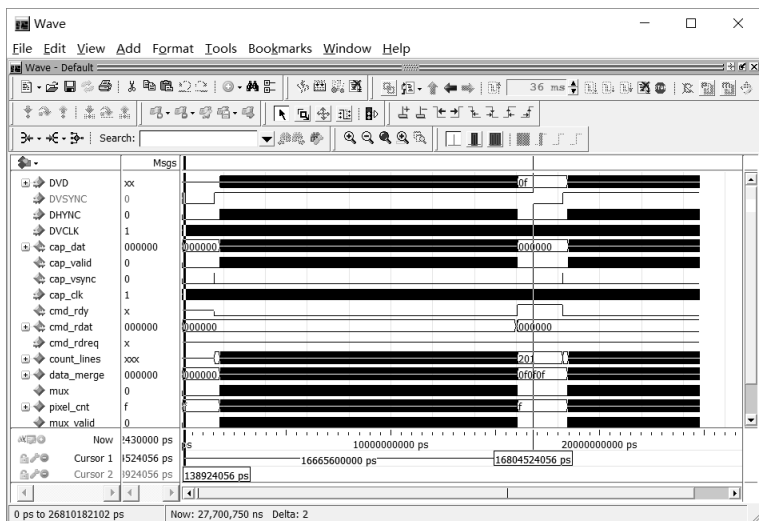 Wave
File Edit View Add Format Tools Bookmarks Window Help
Wave - Default
36 ms
Search:
Msgs
DVD xx 0f
DVSYNC 0
DHYNC 0
DVCLK 1
cap_dat 000000 000000 000000
cap_valid 0
cap_vsync 0
cap_clk 1
cmd_rdy x
cmd_rdat 000000 000000 000000
cmd_rdreq x
count_lines xxx 201
data_merge 000000 000000 0f0f0f
mux 0
pixel_cnt f f
mux_valid 0
Now 2430000 ps ps 10000000000 ps 20000000000 ps
Cursor 1 4524056 ps 16665600000 ps 16804524056 ps
Cursor 2 8924056 ps 138924056 ps
0 ps to 26810182102 ps Now: 27,700,750 ns Delta: 2